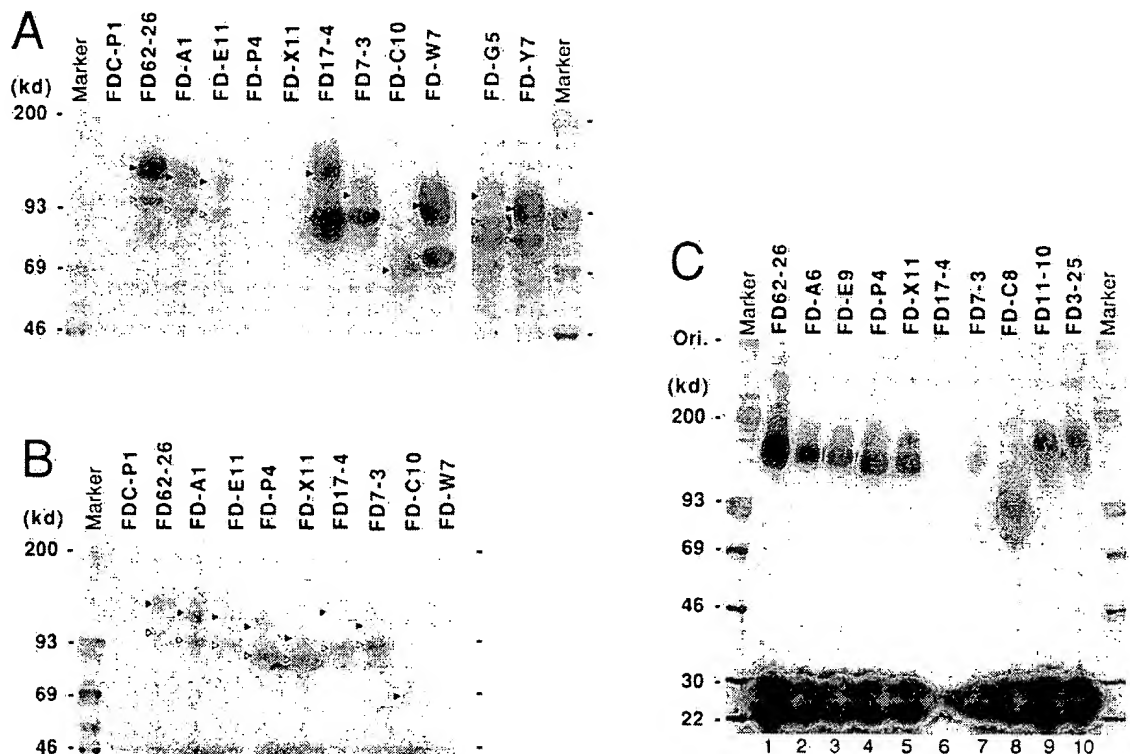 A
Marker FDC-P1 FD62-26 FD-A1 FD-E11 FD-P4 FD-X11 FD17-4 FD7-3 FD-C10 FD-W7 FD-G5 FD-Y7 Marker
(kd)
200 -
93 -
69 -
46 -
B
Marker FDC-P1 FD62-26 FD-A1 FD-E11 FD-P4 FD-X11 FD17-4 FD7-3 FD-C10 FD-W7
(kd)
200 -
93 -
69 -
46 -
C
Marker FD62-26 FD-A6 FD-E9 FD-P4 FD-X11 FD17-4 FD7-3 FD-C8 FD11-10 FD3-25 Marker
Ori. -
(kd)
200 -
93 -
69 -
46 -
30 -
22 -
1 2 3 4 5 6 7 8 9 10